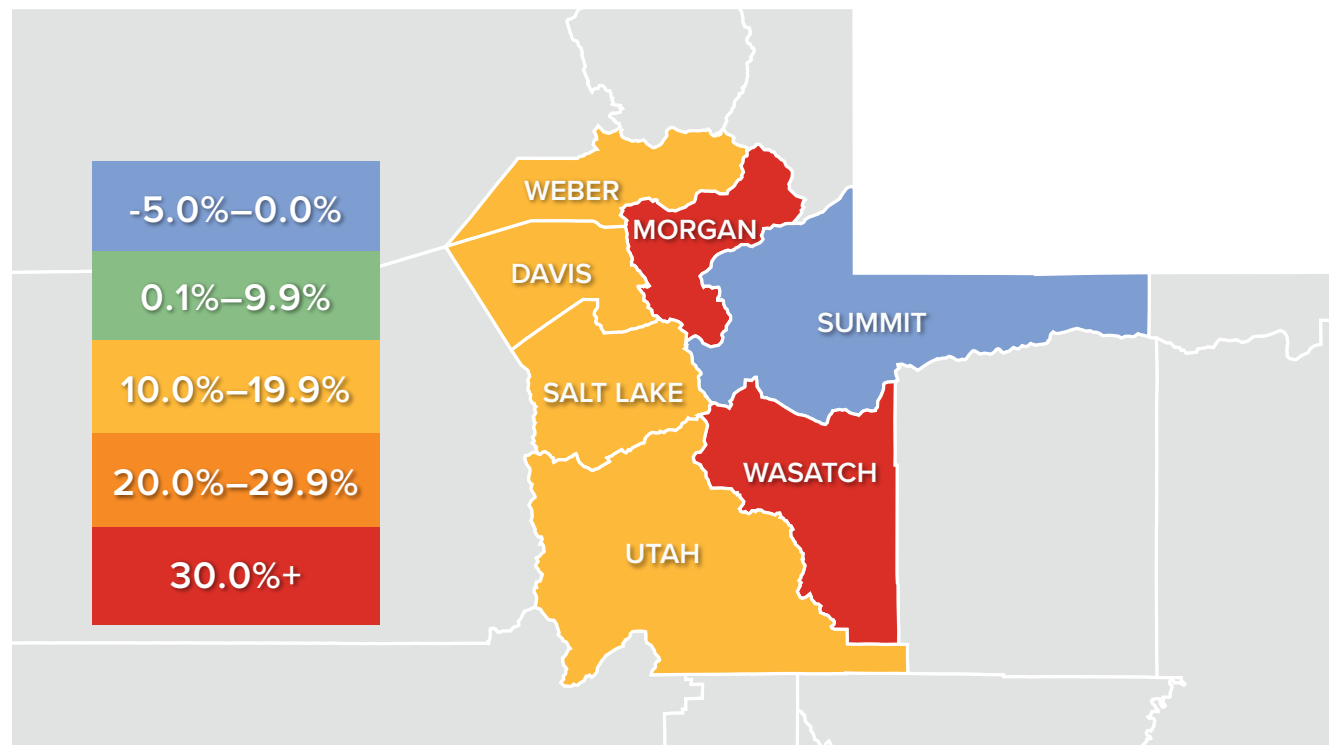 -5.0%–0.0%
0.1%–9.9%
10.0%–19.9%
20.0%–29.9%
30.0%+
WEBER
MORGAN
DAVIS
SUMMIT
SALT LAKE
WASATCH
UTAH